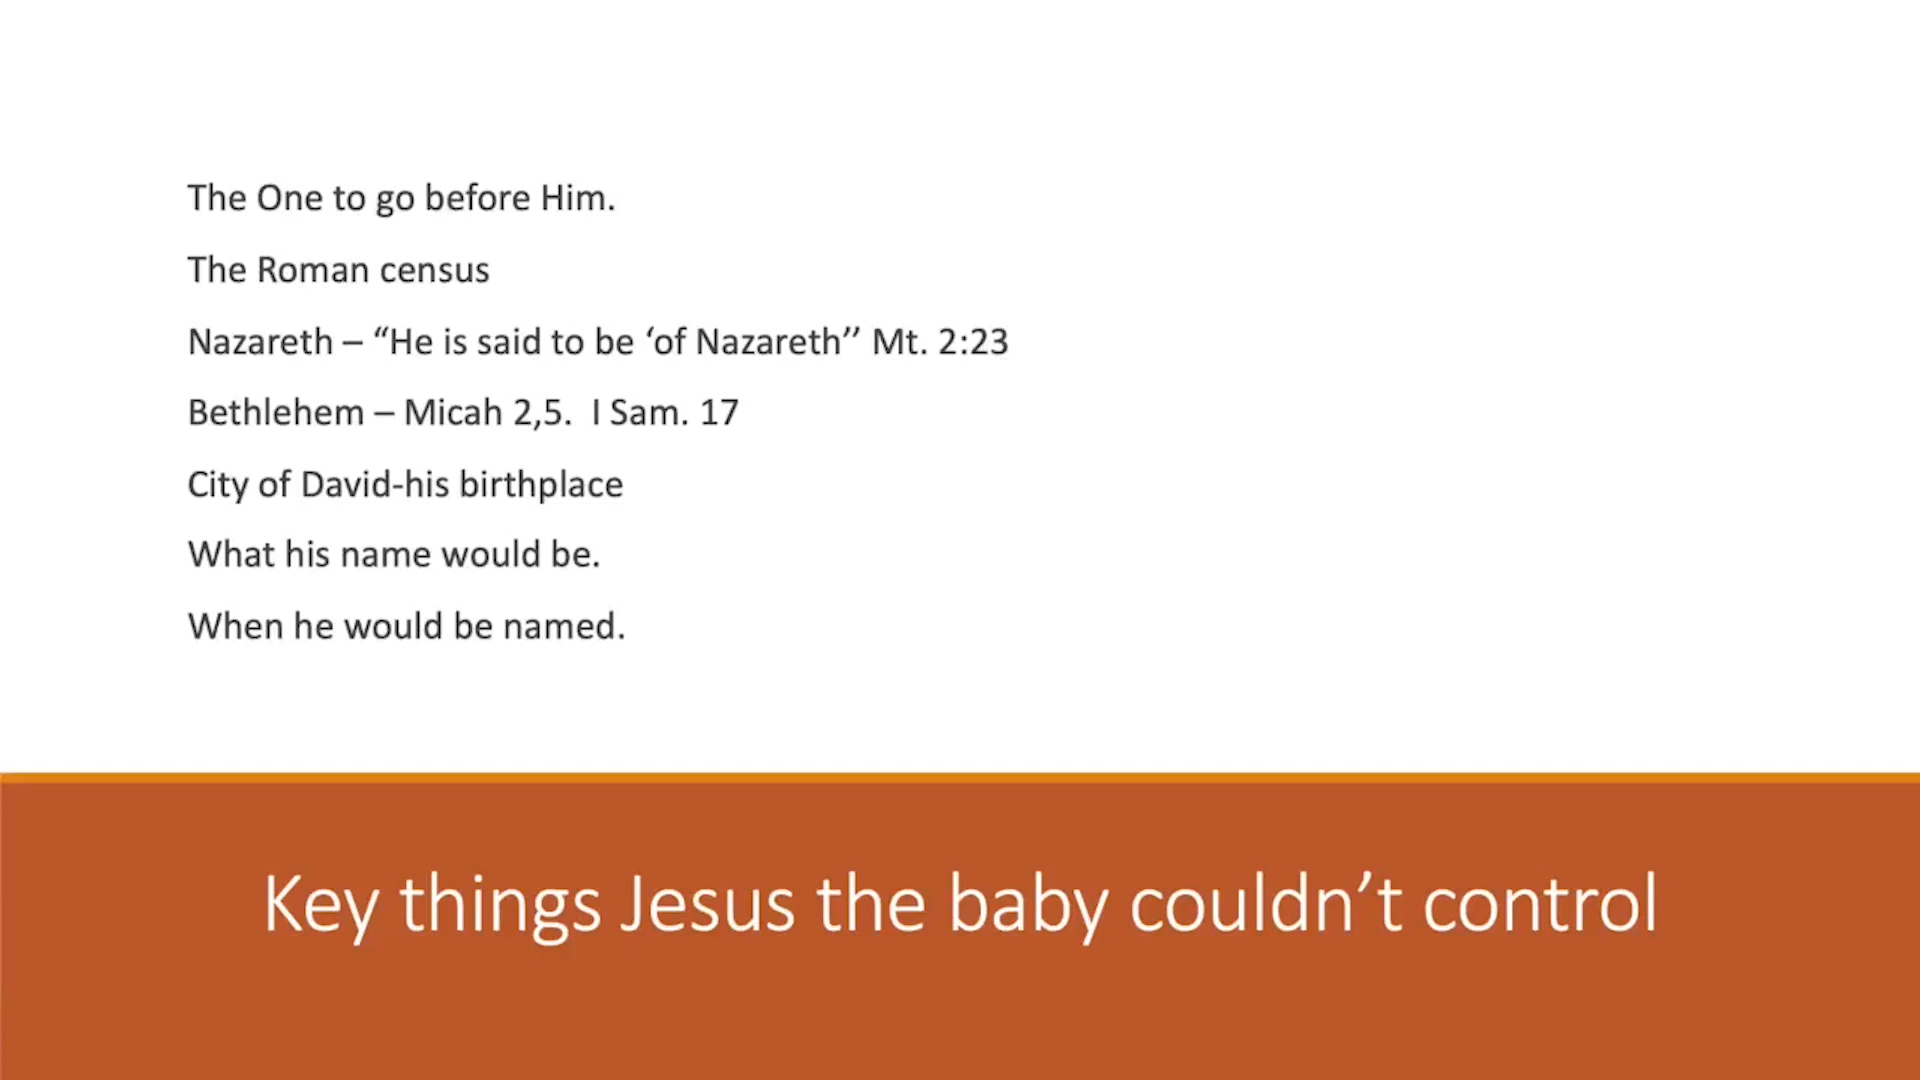 The One to go before Him.
The Roman census
Nazareth – “He is said to be ‘of Nazareth’’ Mt. 2:23
Bethlehem – Micah 2,5.  I Sam. 17
City of David-his birthplace
What his name would be.
When he would be named.
Key things Jesus the baby couldn’t control